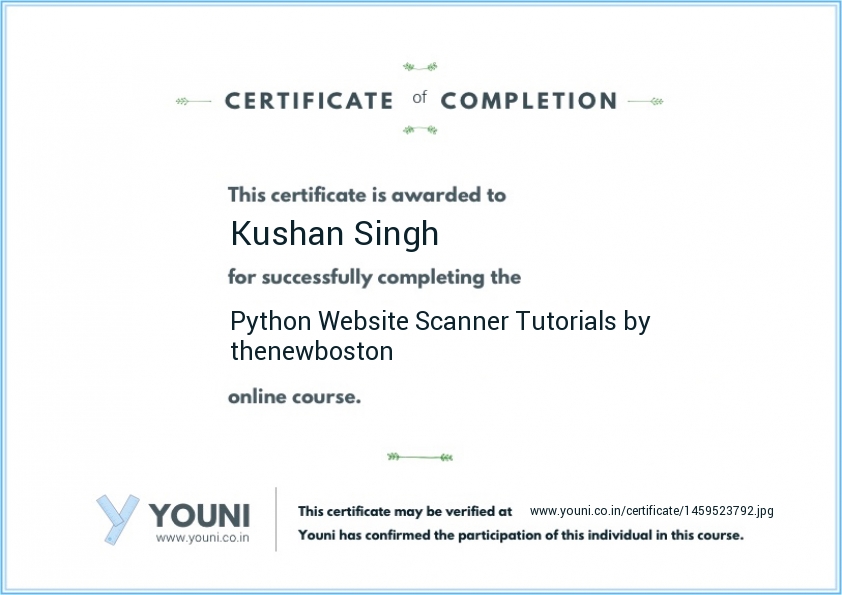 CERTIFICATE of COMPLETION
This certificate is awarded to
Kushan Singh
for successfully completing the
Python Website Scanner Tutorials by
thenewboston
online course.
YOUNI
www.youni.co.in
This certificate may be verified at www.youni.co.in/certificate/1459523792.jpg
Youni has confirmed the participation of this individual in this course.